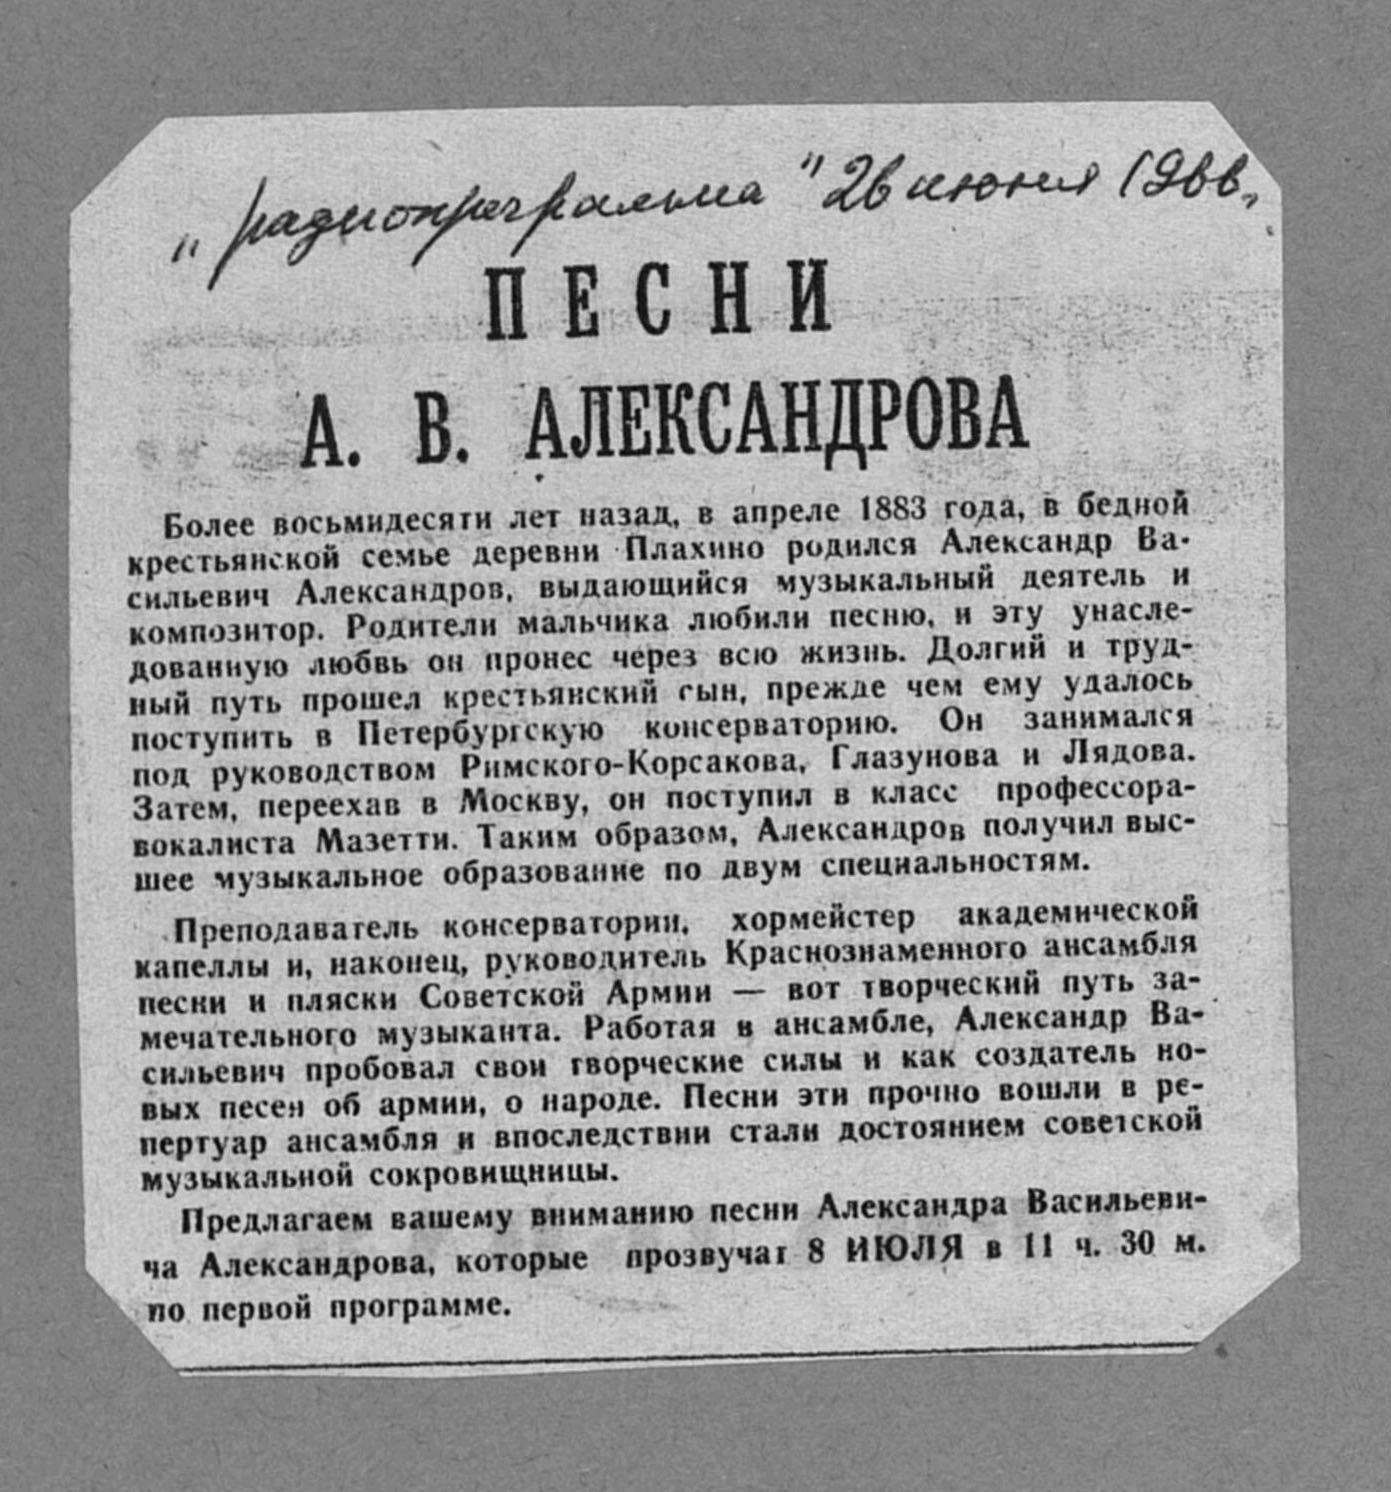 "радиопрограмма" 26 июня 1966.
ПЕСНИ
А. В. АЛЕКСАНДРОВА
Более восьмидесяти лет назад, в апреле 1883 года, в бедной
крестьянской семье деревни Плахино родился Александр Ва-
сильевич Александров, выдающийся музыкальный деятель и
композитор. Родители мальчика любили песню, и эту унасле-
дованную любвь он пронес через всю жизнь. Долгий и труд-
ный путь прошел крестьянский сын, прежде чем ему удалось
поступить в Петербургскую консерваторию. Он занимался
под руководством Римского-Корсакова, Глазунова и Лядова.
Затем, переехав в Москву, он поступил в класс профессора-
вокалиста Мазетти. Таким образом, Александров получил выс-
шее музыкальное образование по двум специальностям.
Преподаватель консерватории, хормейстер академической
капеллы и, наконец, руководитель Краснознаменного ансамбля
песни и пляски Советской Армии — вот творческий путь за-
мечательного музыканта. Работая в ансамбле, Александр Ва-
сильевич пробовал свои творческие силы и как создатель но-
вых песен об армии, о народе. Песни эти прочно вошли в ре-
пертуар ансамбля и впоследствии стали достоянием советской
музыкальной сокровищницы.
Предлагаем вашему вниманию песни Александра Васильеви-
ча Александрова, которые прозвучат 8 ИЮЛЯ в 11 ч. 30 м.
по первой программе.